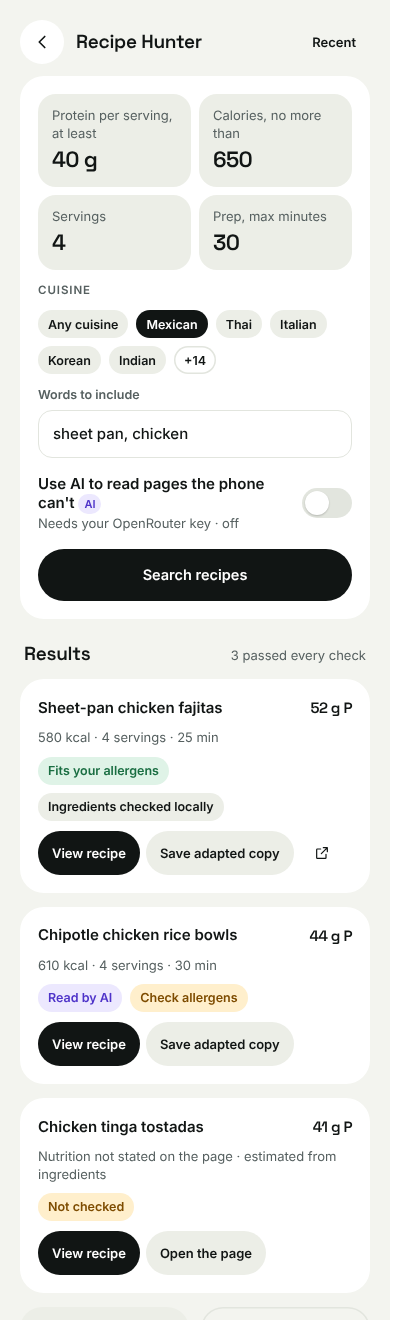 Recipe Hunter
Recent
Protein per serving,
at least
40 g
Calories, no more
than
650
Servings
4
Prep, max minutes
30
CUISINE
Any cuisine
Mexican
Thai
Italian
Korean
Indian
+14
Words to include
sheet pan, chicken
Use AI to read pages the phone
can't AI
Needs your OpenRouter key · off
Search recipes
Results
3 passed every check
Sheet-pan chicken fajitas
52 g P
580 kcal · 4 servings · 25 min
Fits your allergens
Ingredients checked locally
View recipe
Save adapted copy
Chipotle chicken rice bowls
44 g P
610 kcal · 4 servings · 30 min
Read by AI
Check allergens
View recipe
Save adapted copy
Chicken tinga tostadas
41 g P
Nutrition not stated on the page · estimated from
ingredients
Not checked
View recipe
Open the page